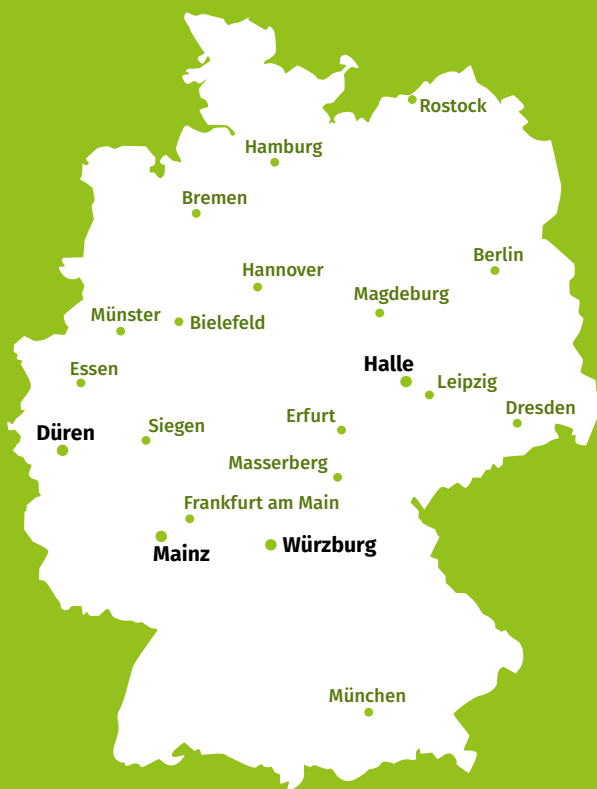 Rostock
Hamburg
Bremen
Berlin
Hannover
Magdeburg
Münster
Bielefeld
Halle
Essen
Leipzig
Dresden
Erfurt
Siegen
Düren
Masserberg
Frankfurt am Main
Würzburg
Mainz
München